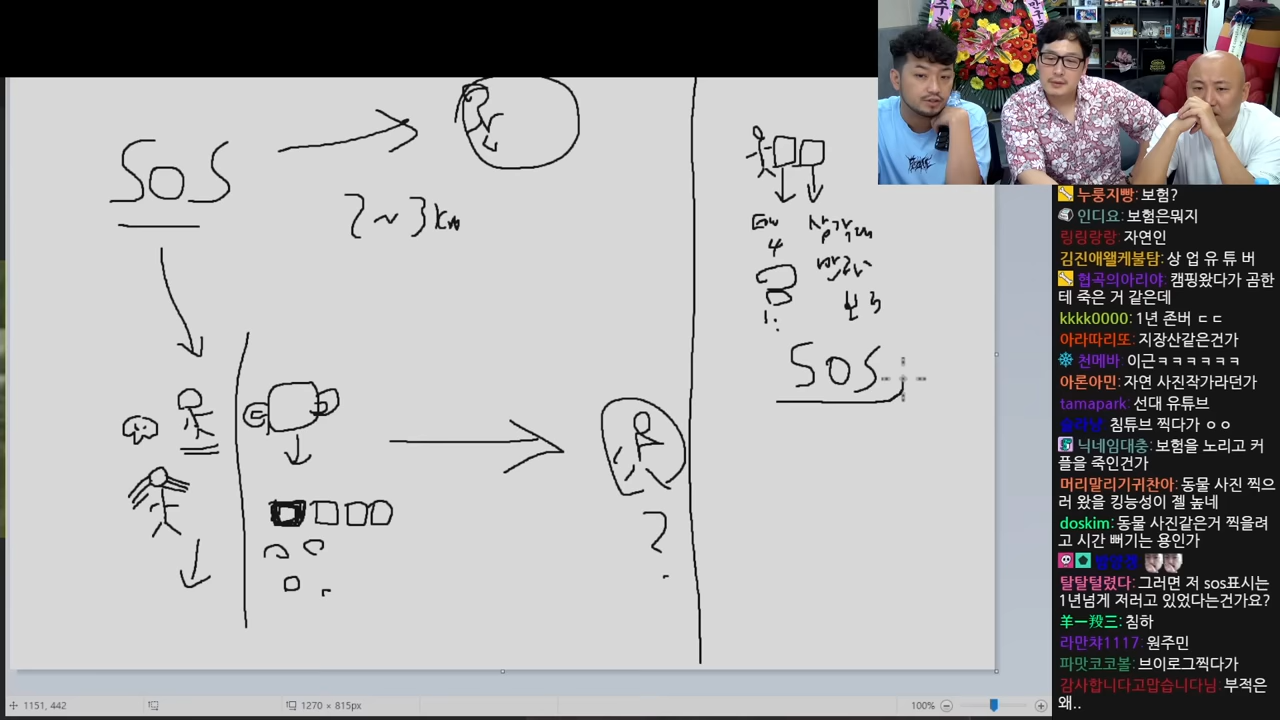 SOS
2~3km
?
4
SOS
누룽지빵: 보험?
인디요: 보험은뭐지
링링랑랑: 자연인
김진애왤케불탐: 상 업 유 튜 버
협곡의아리야: 캠핑왔다가 곰한
테 죽은 거 같은데
kkkk0000: 1년 존버 ㄷㄷ
아라따리또: 지장산같은건가
천메바: 이근ㅋㅋㅋㅋㅋㅋ
아론아민: 자연 사진작가라던가
tamapark: 선대 유튜브
솔라남: 침튜브 찍다가 ㅇㅇ
닉네임대충: 보험을 노리고 커
플을 죽인건가
머리말리기귀찬아: 동물 사진 찍으
러 왔을 킹능성이 젤 높네
doskim: 동물 사진같은거 찍을려
고 시간 뻐기는 용인가
탈탈털렸다: 그러면 저 sos표시는
1년넘게 저러고 있었다는건가요?
羊一殺三: 침하
라만챠1117: 원주민
파맛코코볼: 브이로그찍다가
감사합니다고맙습니다님: 부적은
왜..
1151, 442
1270 × 815px
100%